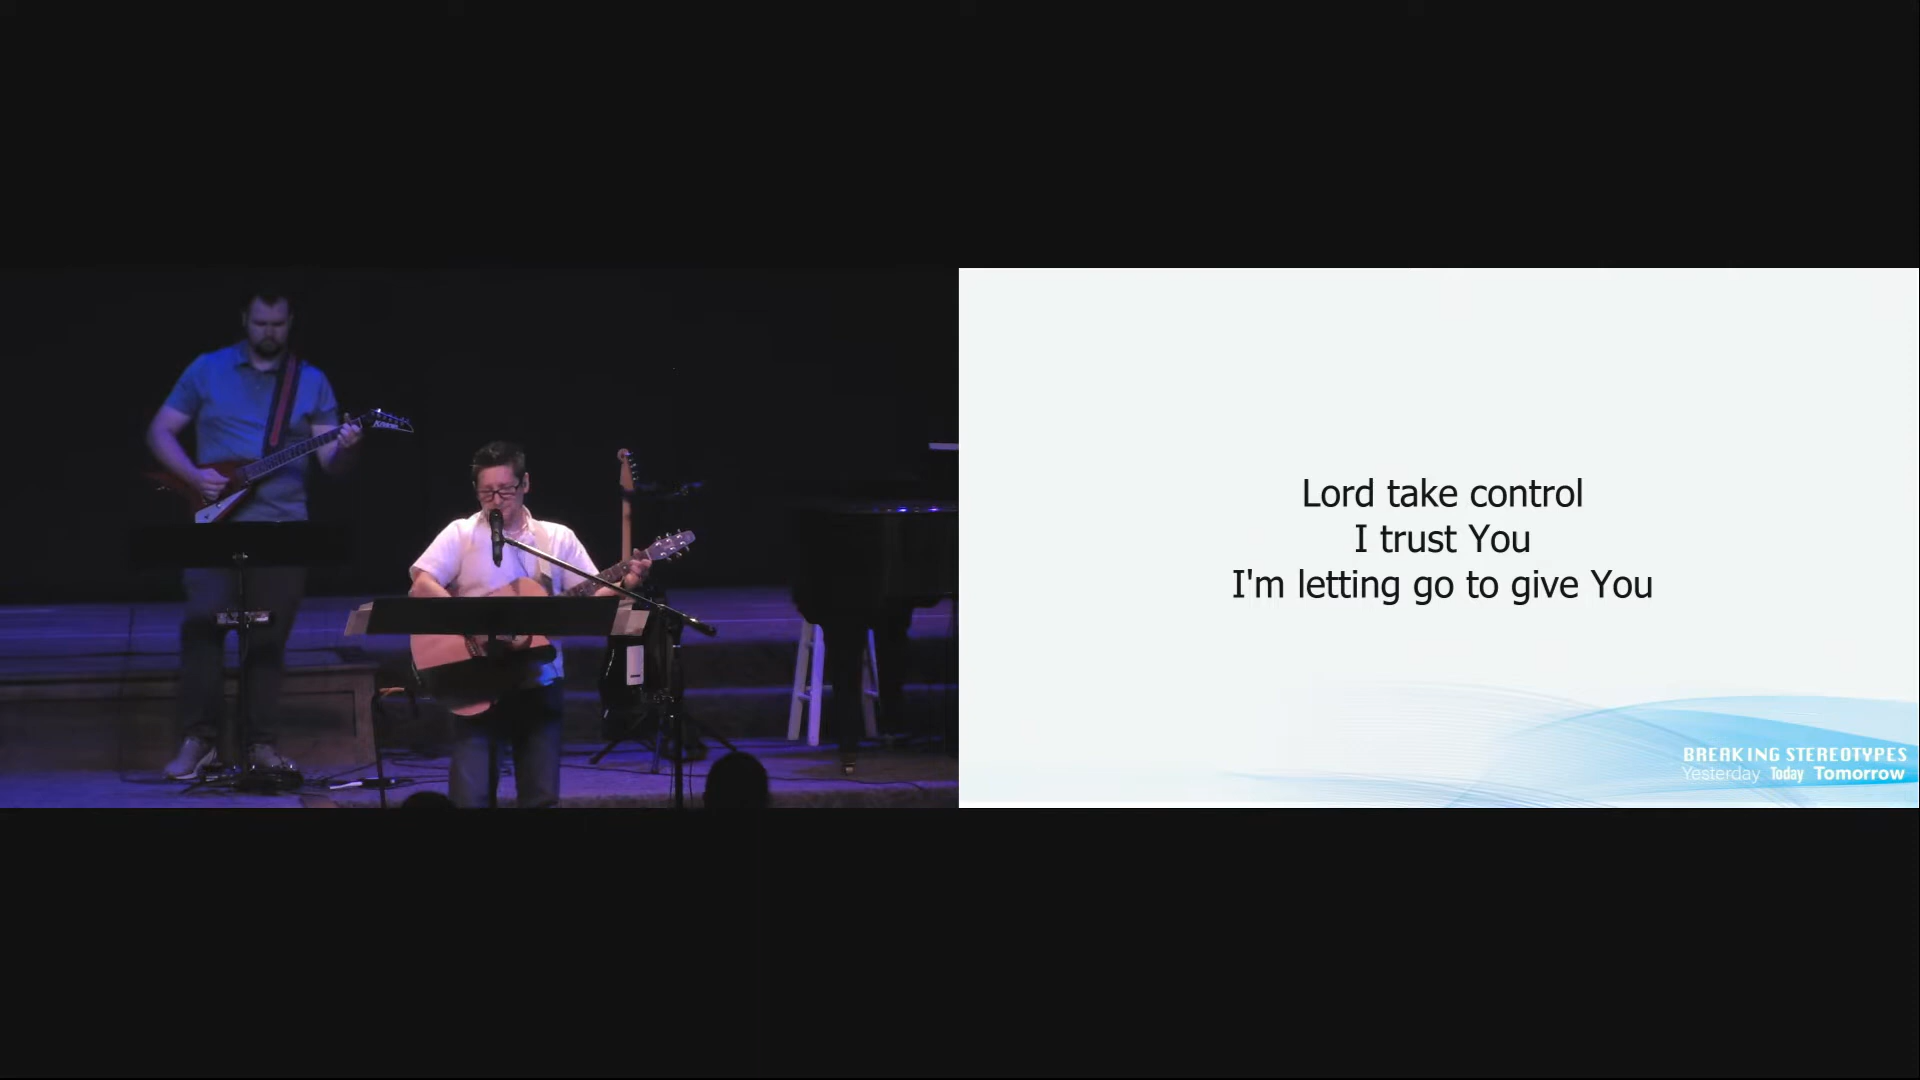 Lord take control
I trust You
I'm letting go to give You
BREAKING STEREOTYPES
Yesterday Today Tomorrow